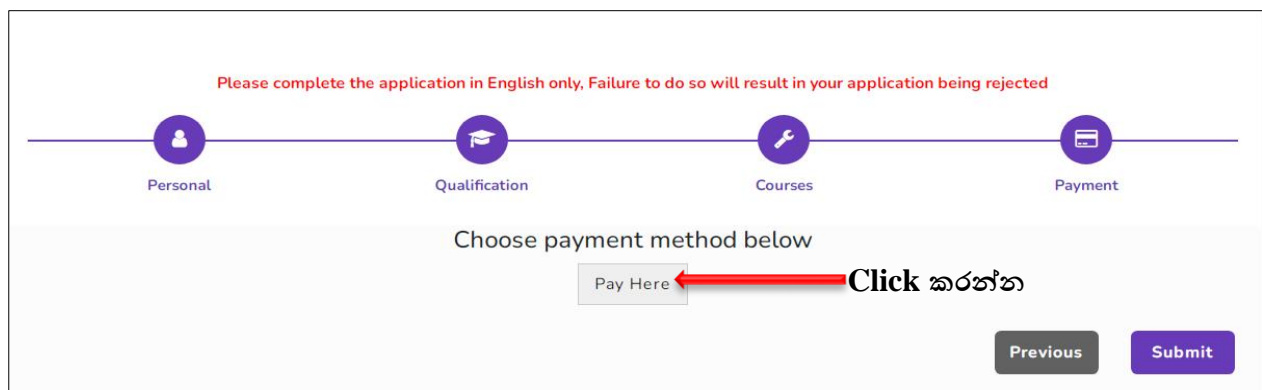 Please complete the application in English only, Failure to do so will result in your application being rejected
Personal
Qualification
Courses
Payment
Choose payment method below
Pay Here
Click කරන්න
Previous
Submit